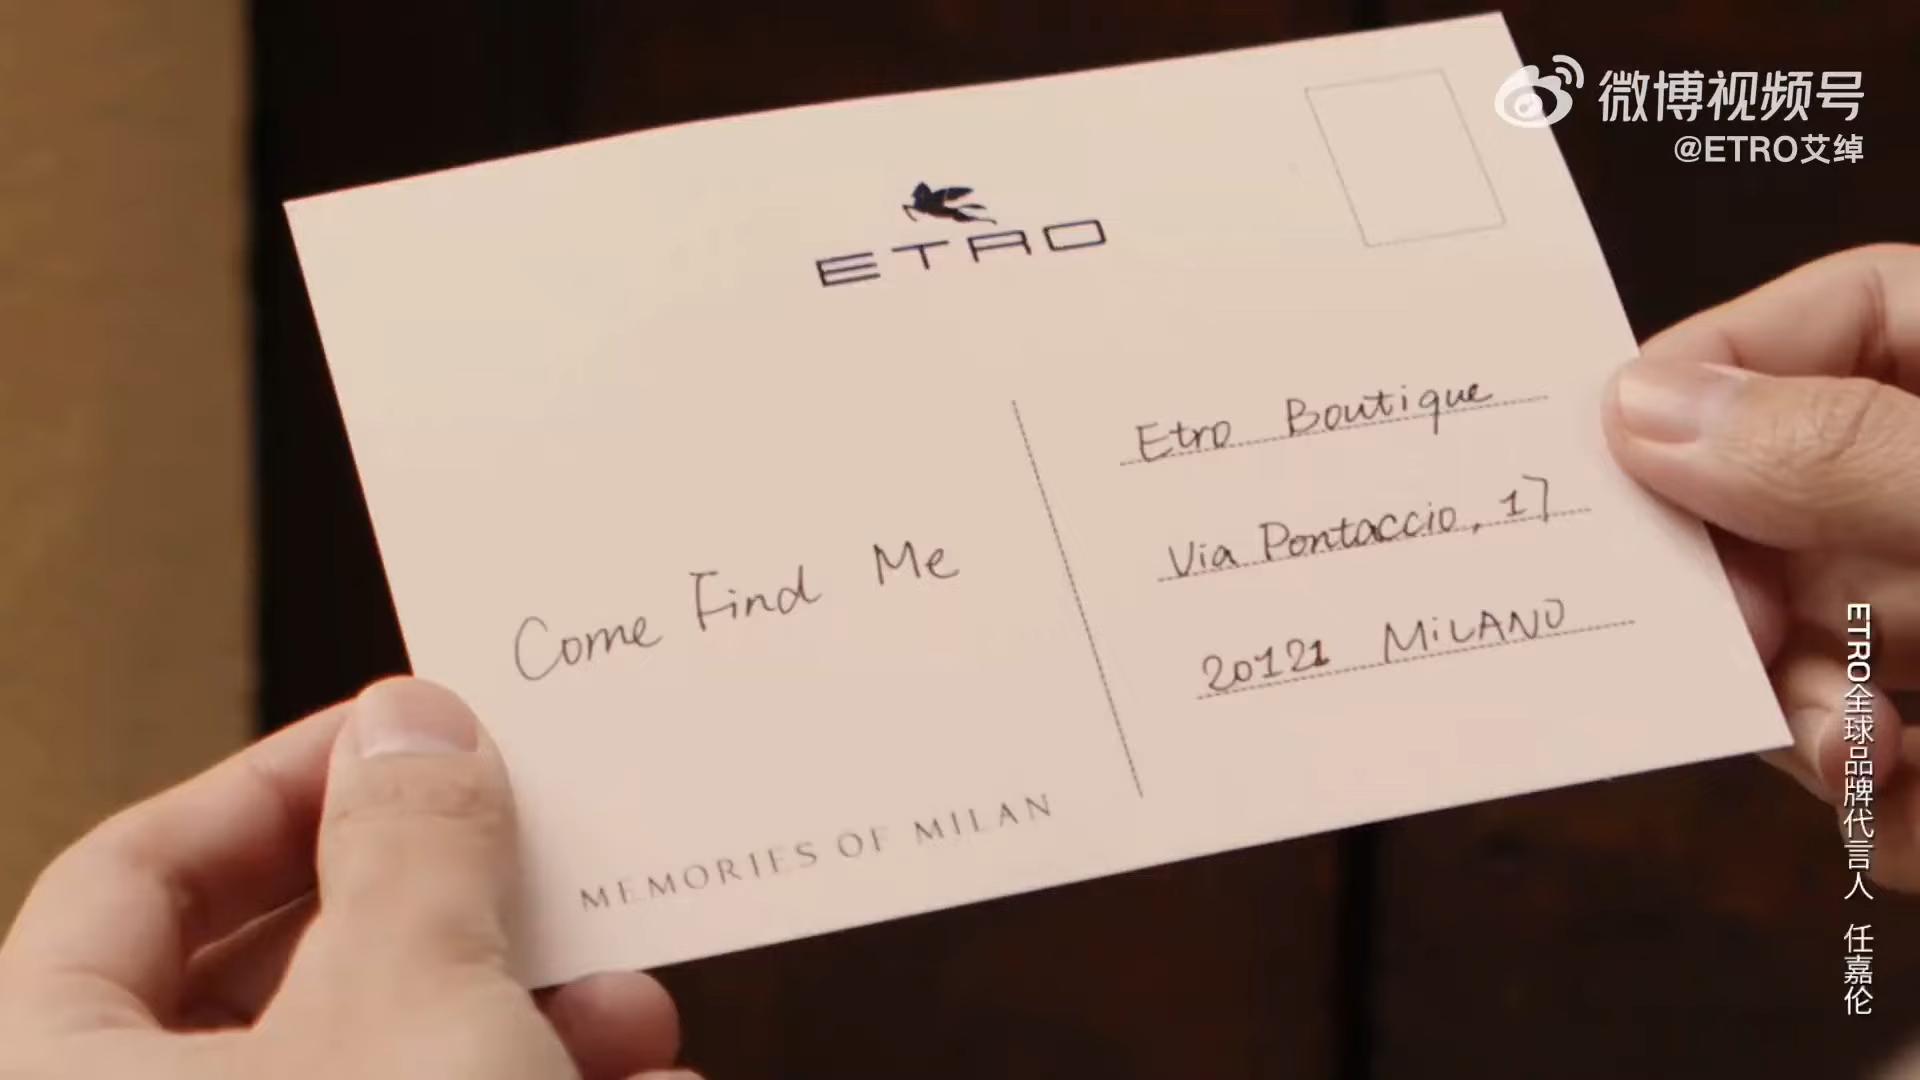 微博视频号
@ETRO艾绰
ETRO
Come Find Me
Etro Boutique
Via Pontaccio, 17
20121 MiLANO
MEMORIES OF MILAN
ETRO全球品牌代言人 任嘉伦